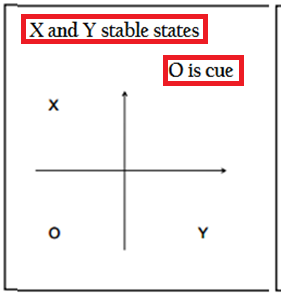 X and Y stable states
O is cue
X
O Y